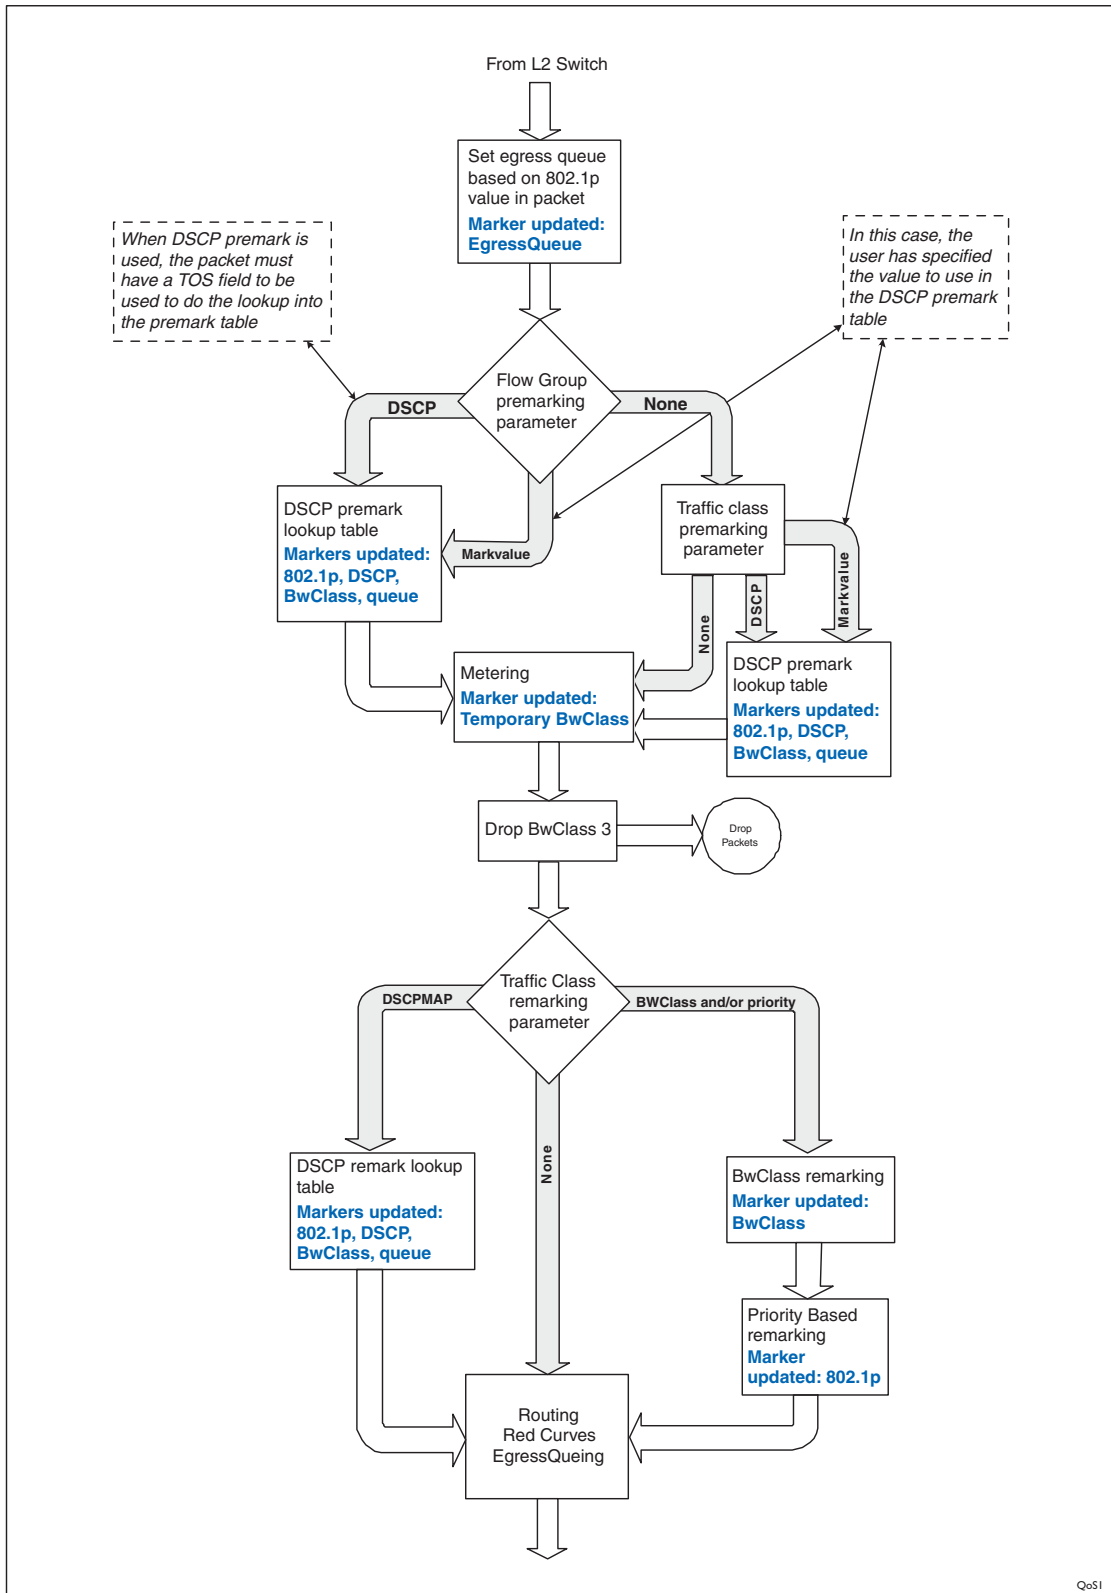 From L2 Switch
Set egress queue
based on 802.1p
value in packet
Marker updated:
EgressQueue
When DSCP premark is
used, the packet must
have a TOS field to be
used to do the lookup into
the premark table
In this case, the
user has specified
the value to use in
the DSCP premark
table
Flow Group
premarking
parameter
DSCP
None
Markvalue
DSCP premark
lookup table
Markers updated:
802.1p, DSCP,
BwClass, queue
Traffic class
premarking
parameter
None
DSCP
Markvalue
Metering
Marker updated:
Temporary BwClass
DSCP premark
lookup table
Markers updated:
802.1p, DSCP,
BwClass, queue
Drop BwClass 3
Drop
Packets
Traffic Class
remarking
parameter
DSCPMAP
BWClass and/or priority
None
DSCP remark lookup
table
Markers updated:
802.1p, DSCP,
BwClass, queue
BwClass remarking
Marker updated:
BwClass
Priority Based
remarking
Marker
updated: 802.1p
Routing
Red Curves
EgressQueing
QoS1